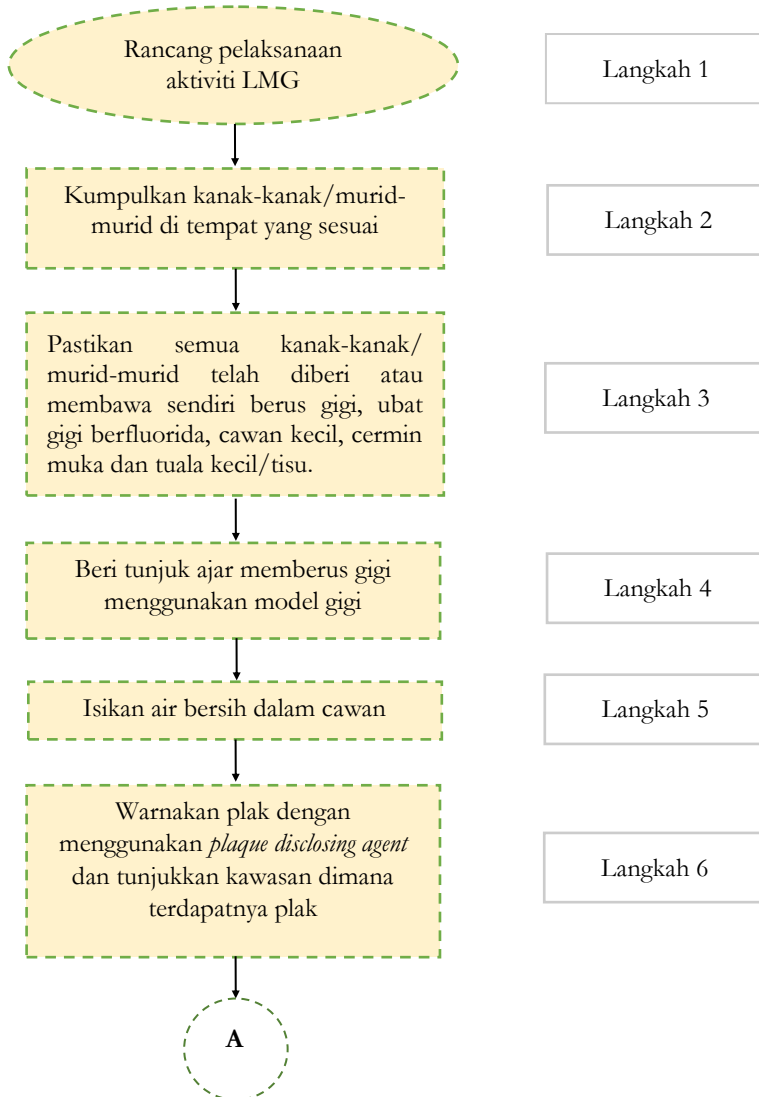 Rancang pelaksanaan
aktiviti LMG
Langkah 1
Kumpulkan kanak-kanak/murid-
murid di tempat yang sesuai
Langkah 2
Pastikan semua kanak-kanak/
murid-murid telah diberi atau
membawa sendiri berus gigi, ubat
gigi berfluorida, cawan kecil, cermin
muka dan tuala kecil/tisu.
Langkah 3
Beri tunjuk ajar memberus gigi
menggunakan model gigi
Langkah 4
Isikan air bersih dalam cawan
Langkah 5
Warnakan plak dengan
menggunakan plaque disclosing agent
dan tunjukkan kawasan dimana
terdapatnya plak
Langkah 6
A